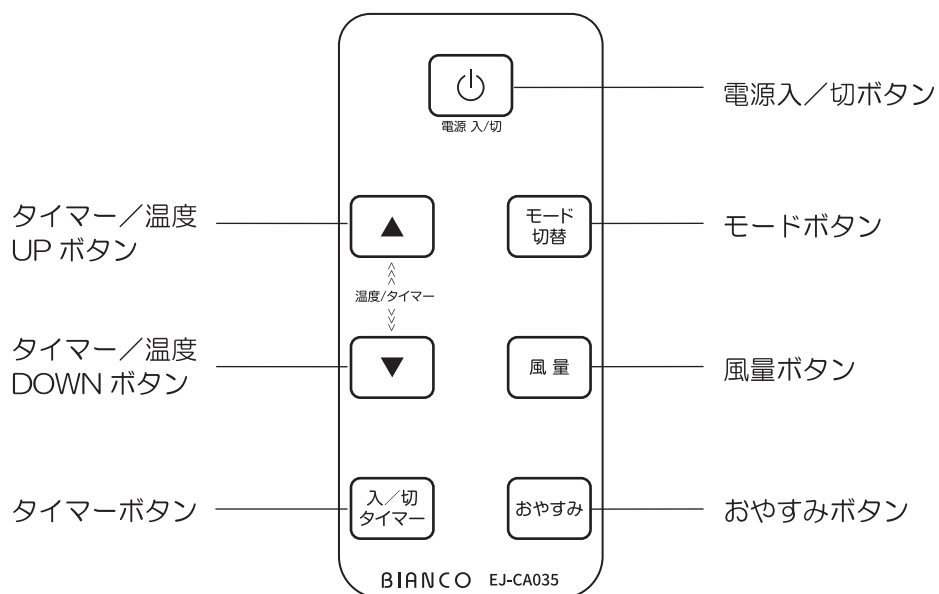 電源入／切ボタン
電源 入/切
タイマー／温度
UP ボタン
▲
モード
切替
モードボタン
温度/タイマー
タイマー／温度
DOWN ボタン
▼
風 量
風量ボタン
タイマーボタン
入／切
タイマー
おやすみ
おやすみボタン
BIANCO EJ-CA035